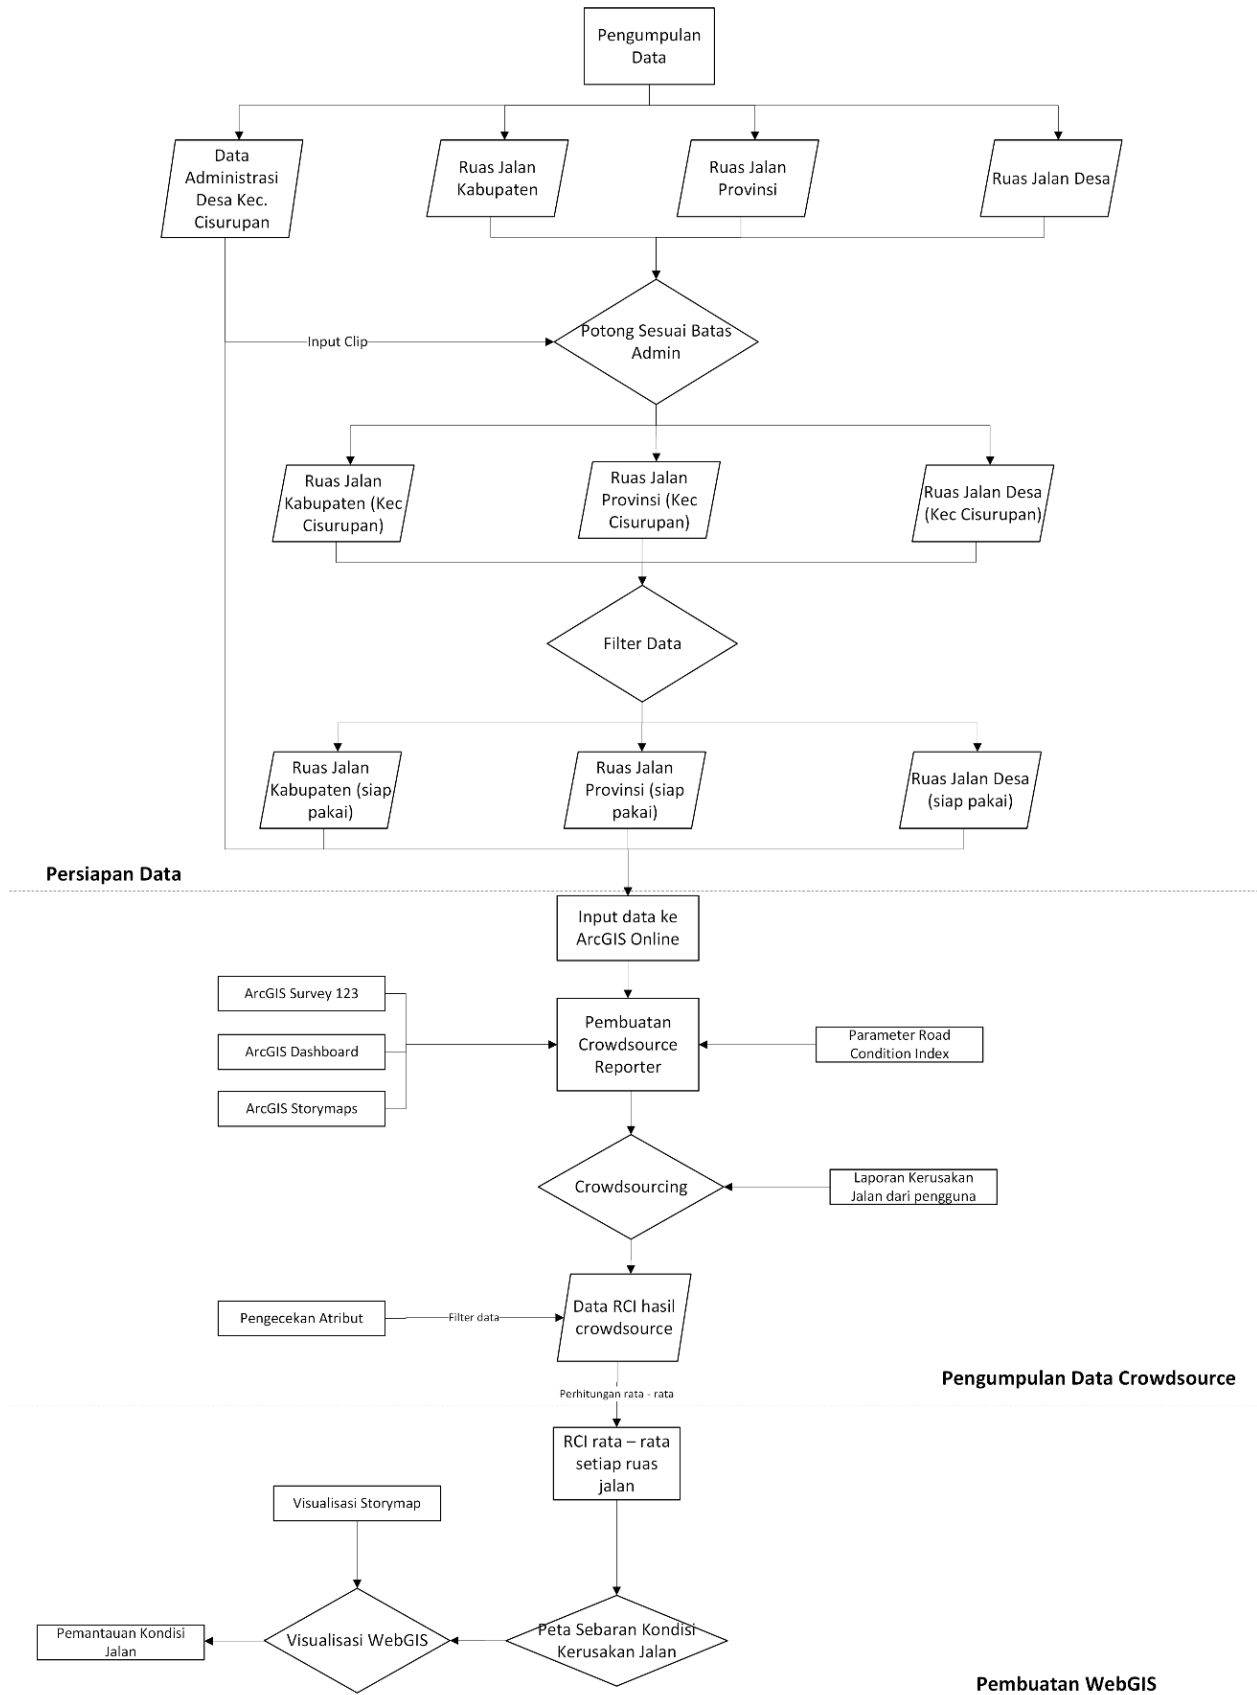 Pengumpulan
Data
Data
Administrasi
Desa Kec.
Cisurupan
Ruas Jalan
Kabupaten
Ruas Jalan
Provinsi
Ruas Jalan Desa
Potong Sesuai Batas
Admin
Input Clip
Ruas Jalan
Kabupaten (Kec
Cisurupan)
Ruas Jalan
Provinsi (Kec
Cisurupan)
Ruas Jalan Desa
(Kec Cisurupan)
Filter Data
Ruas Jalan
Kabupaten (siap
pakai)
Ruas Jalan
Provinsi (siap
pakai)
Ruas Jalan Desa
(siap pakai)
Persiapan Data
Input data ke
ArcGIS Online
ArcGIS Survey 123
ArcGIS Dashboard
ArcGIS Storymaps
Pembuatan
Crowdsource
Reporter
Parameter Road
Condition Index
Crowdsourcing
Laporan Kerusakan
Jalan dari pengguna
Pengecekan Atribut
Filter data
Data RCI hasil
crowdsource
Pengumpulan Data Crowdsource
Perhitungan rata - rata
RCI rata – rata
setiap ruas
jalan
Visualisasi Storymap
Peta Sebaran Kondisi
Kerusakan Jalan
Visualisasi WebGIS
Pemantauan Kondisi
Jalan
Pembuatan WebGIS